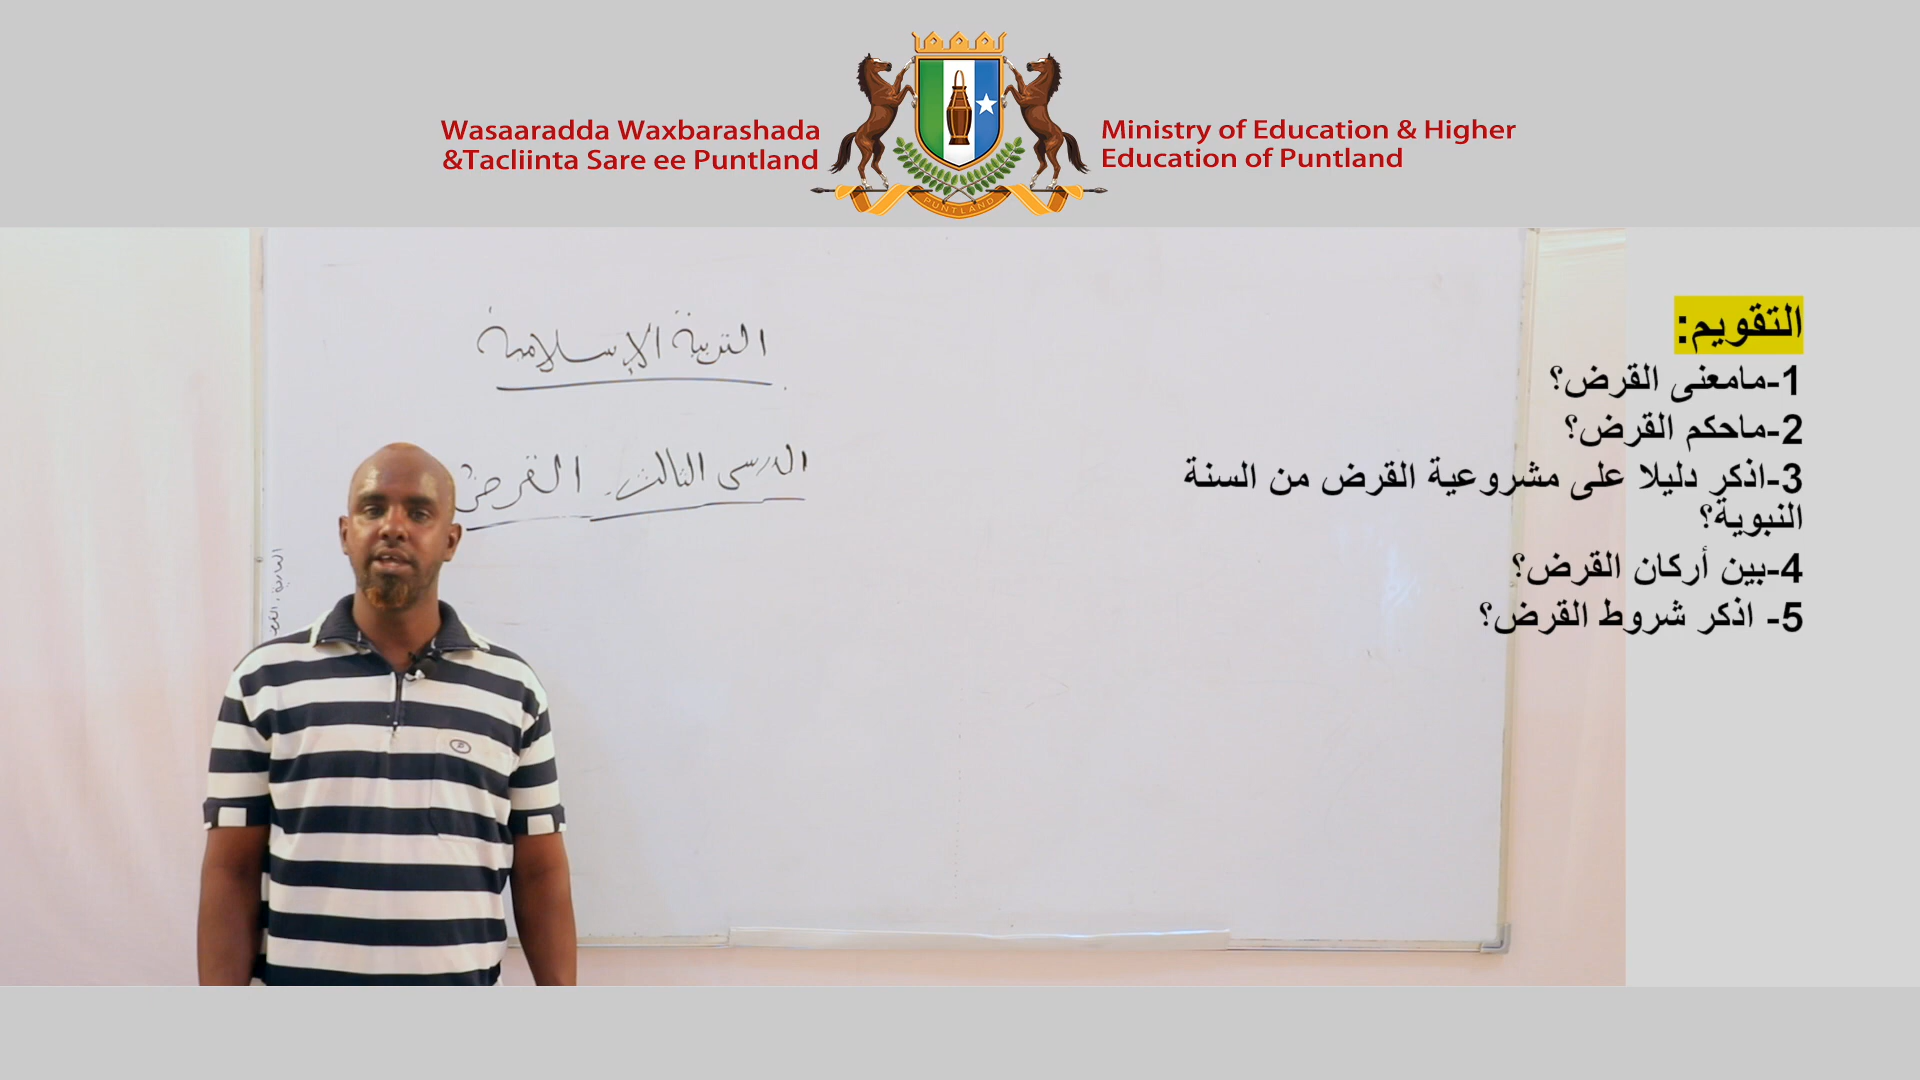 Wasaaradda Waxbarashada
&Tacliinta Sare ee Puntland
Ministry of Education & Higher
Education of Puntland
PUNTLAND
التربية الإسلامية
الدرس الثالث. القرض
التقويم:
1-مامعنى القرض؟
2-ماحكم القرض؟
3-اذكر دليلا على مشروعية القرض من السنة
النبوية؟
4-بين أركان القرض؟
5- اذكر شروط القرض؟